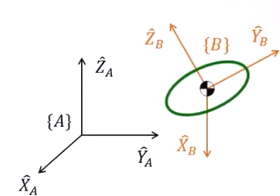 Ẑ_B {B} Ŷ_B
Ẑ_A
{A} X̂_B
Ŷ_A
X̂_A